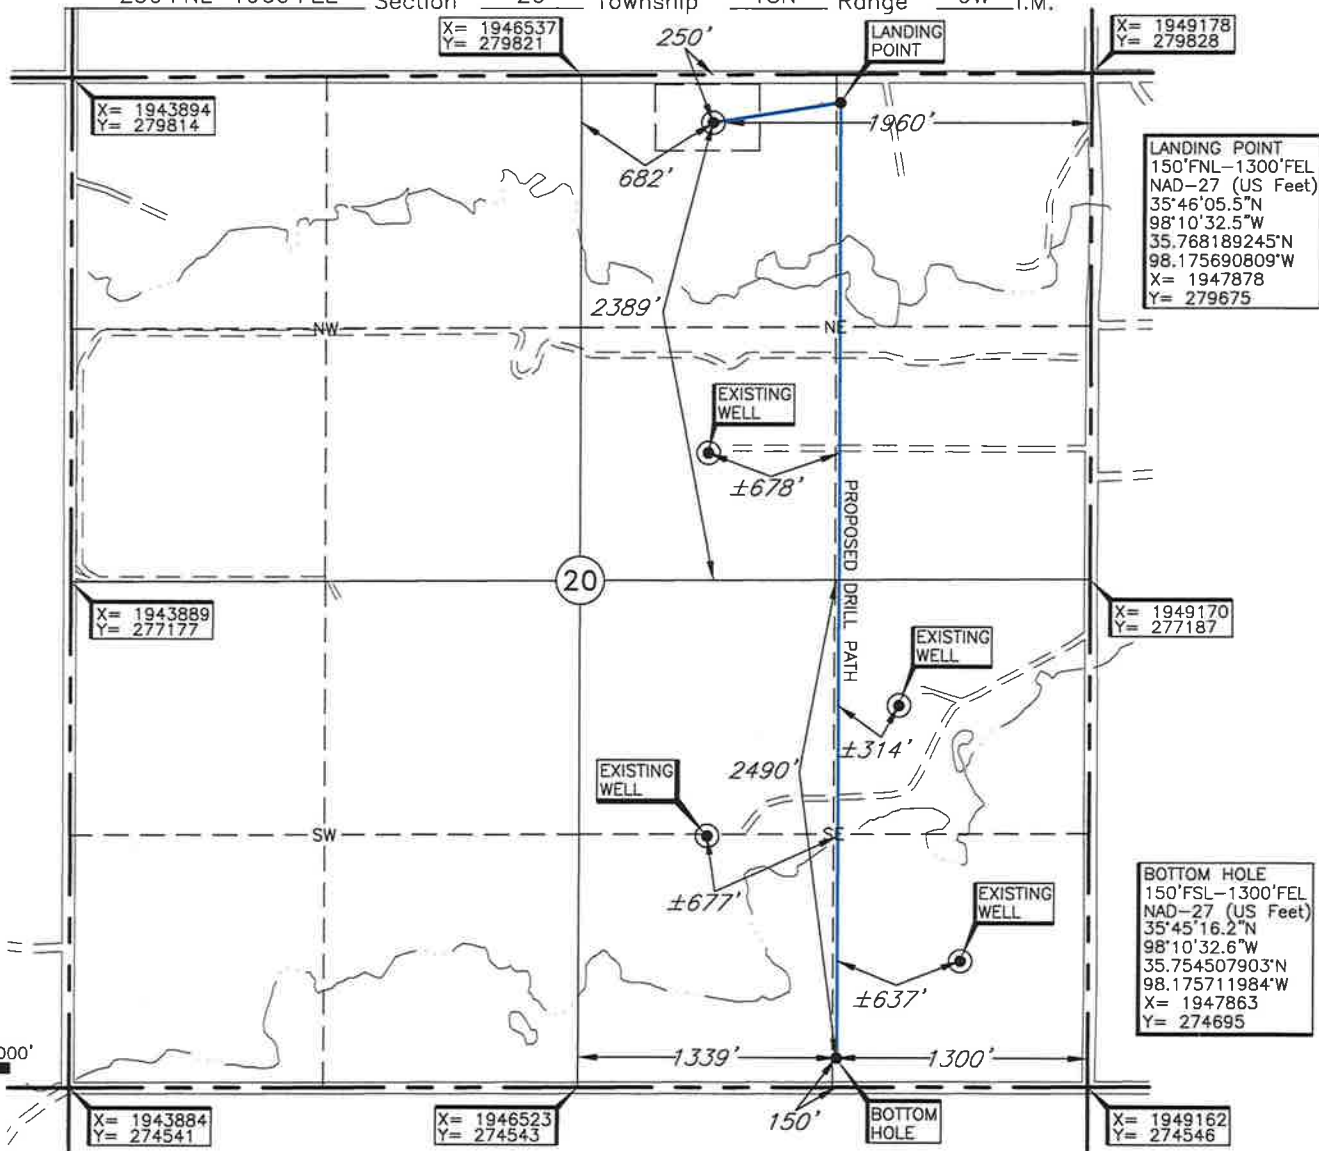 Section 20 Township Range I.M.
X= 1946537
Y= 279821
250'
LANDING
POINT
X= 1949178
Y= 279828
X= 1943894
Y= 279814
1960'
682'
LANDING POINT
150'FNL-1300'FEL
NAD-27 (US Feet)
35°46'05.5"N
98°10'32.5"W
35.768189245°N
98.175690809°W
X= 1947878
Y= 279675
2389'
NW
NE
EXISTING
WELL
±678'
PROPOSED DRILL PATH
20
X= 1943889
Y= 277177
X= 1949170
Y= 277187
EXISTING
WELL
±314'
EXISTING
WELL
2490'
SW
SE
±677'
EXISTING
WELL
BOTTOM HOLE
150'FSL-1300'FEL
NAD-27 (US Feet)
35°45'16.2"N
98°10'32.6"W
35.754507903°N
98.175711984°W
X= 1947863
Y= 274695
±637'
000'
1339'
1300'
150'
BOTTOM
HOLE
X= 1943884
Y= 274541
X= 1946523
Y= 274543
X= 1949162
Y= 274546